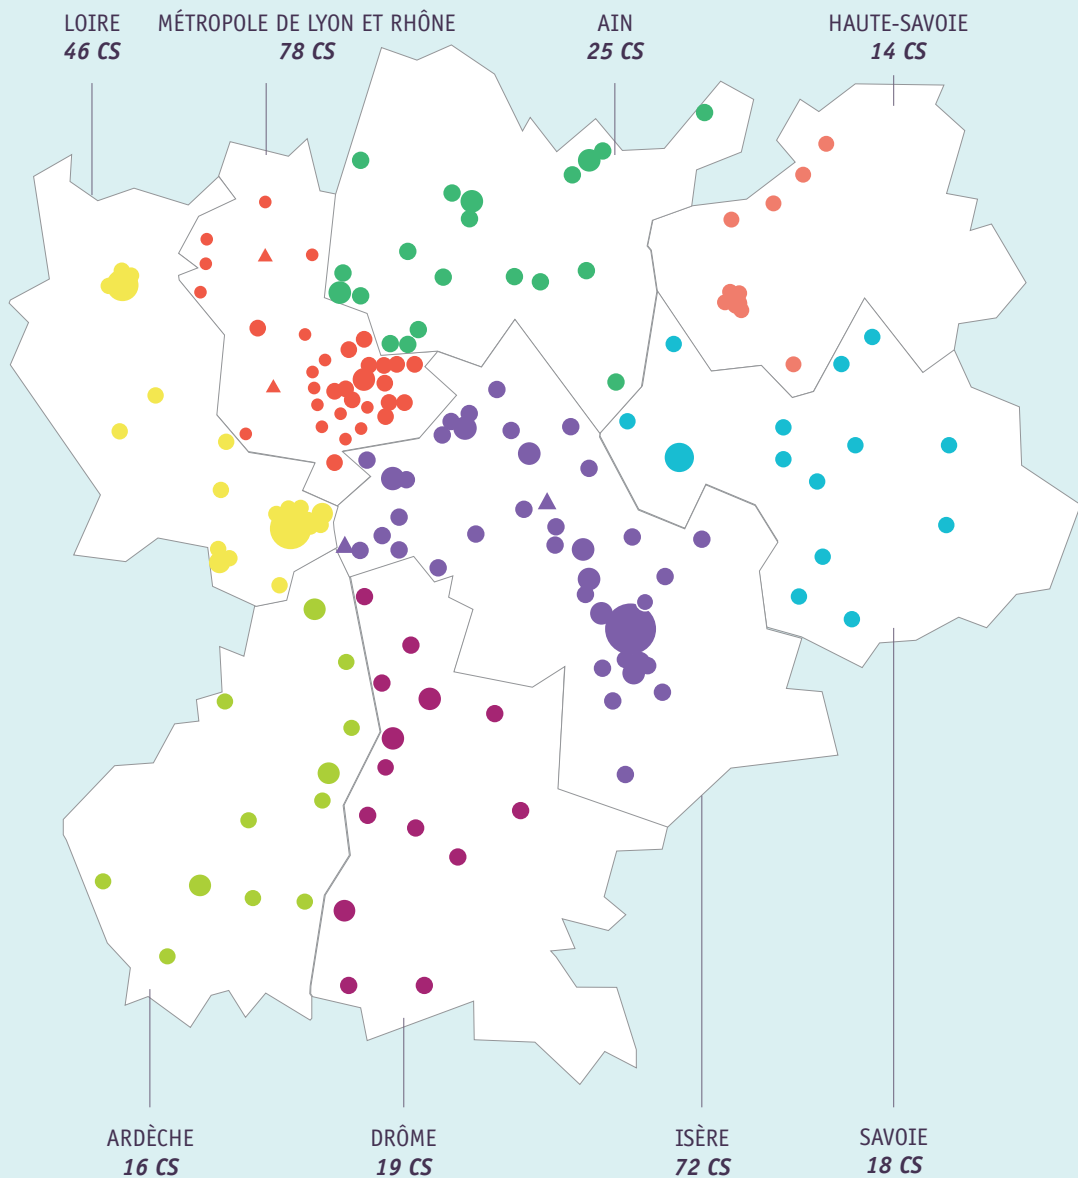 LOIRE
46 CS
MÉTROPOLE DE LYON ET RHÔNE
78 CS
AIN
25 CS
HAUTE-SAVOIE
14 CS
ARDÈCHE
16 CS
DRÔME
19 CS
ISÈRE
72 CS
SAVOIE
18 CS